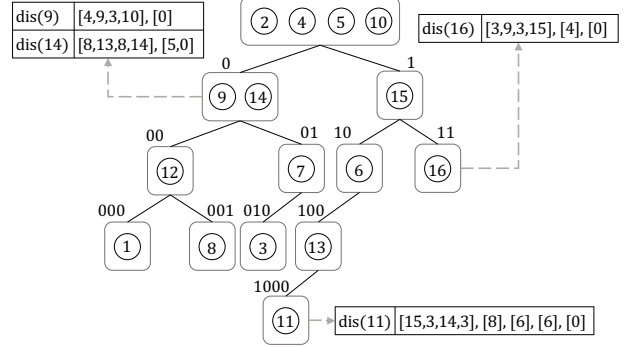 dis(9) [4,9,3,10], [0]
dis(14) [8,13,8,14], [5,0]
2 4 5 10
dis(16) [3,9,3,15], [4], [0]
0 1
9 14 15
00 01 10 11
12 7 6 16
000 001 010 100
1 8 3 13
1000
11 dis(11) [15,3,14,3], [8], [6], [6], [0]